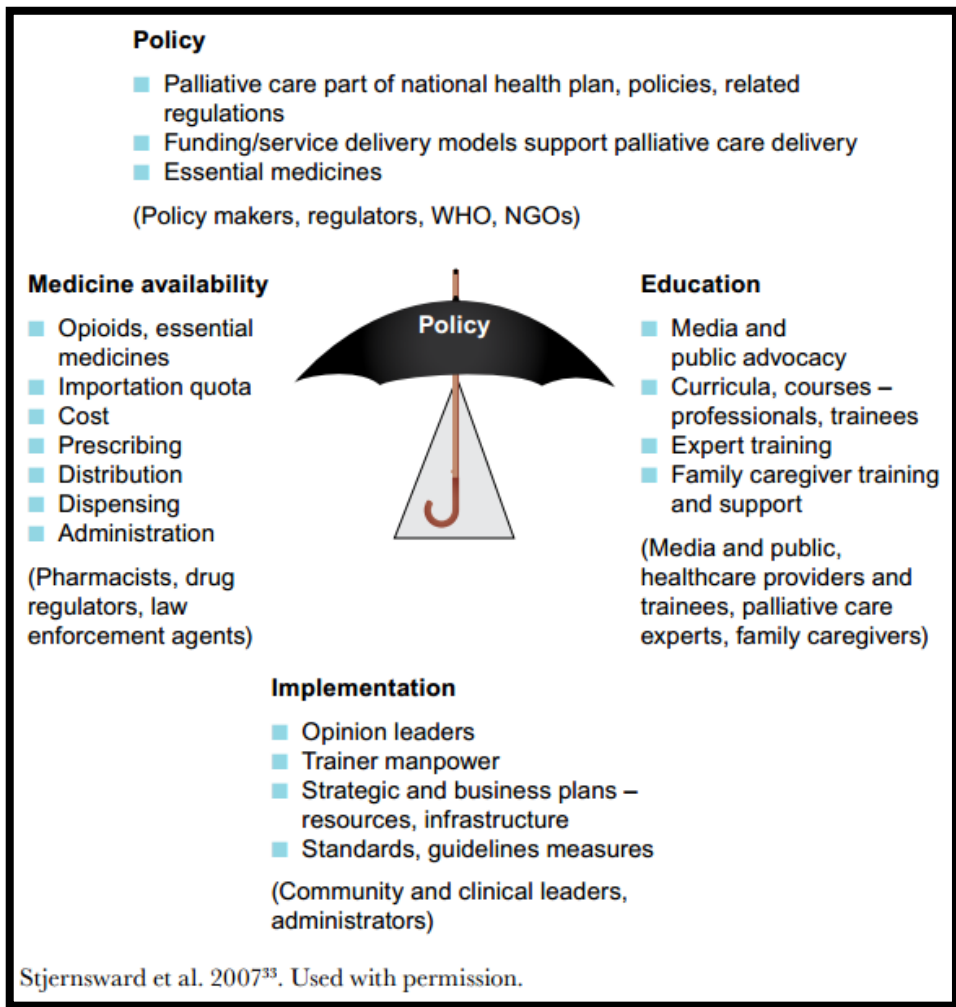 Policy
Palliative care part of national health plan, policies, related
regulations
Funding/service delivery models support palliative care delivery
Essential medicines
(Policy makers, regulators, WHO, NGOs)
Medicine availability
Opioids, essential
medicines
Importation quota
Cost
Prescribing
Distribution
Dispensing
Administration
(Pharmacists, drug
regulators, law
enforcement agents)
Policy
Education
Media and
public advocacy
Curricula, courses –
professionals, trainees
Expert training
Family caregiver training
and support
(Media and public,
healthcare providers and
trainees, palliative care
experts, family caregivers)
Implementation
Opinion leaders
Trainer manpower
Strategic and business plans –
resources, infrastructure
Standards, guidelines measures
(Community and clinical leaders,
administrators)
Stjernsward et al. 2007³³. Used with permission.